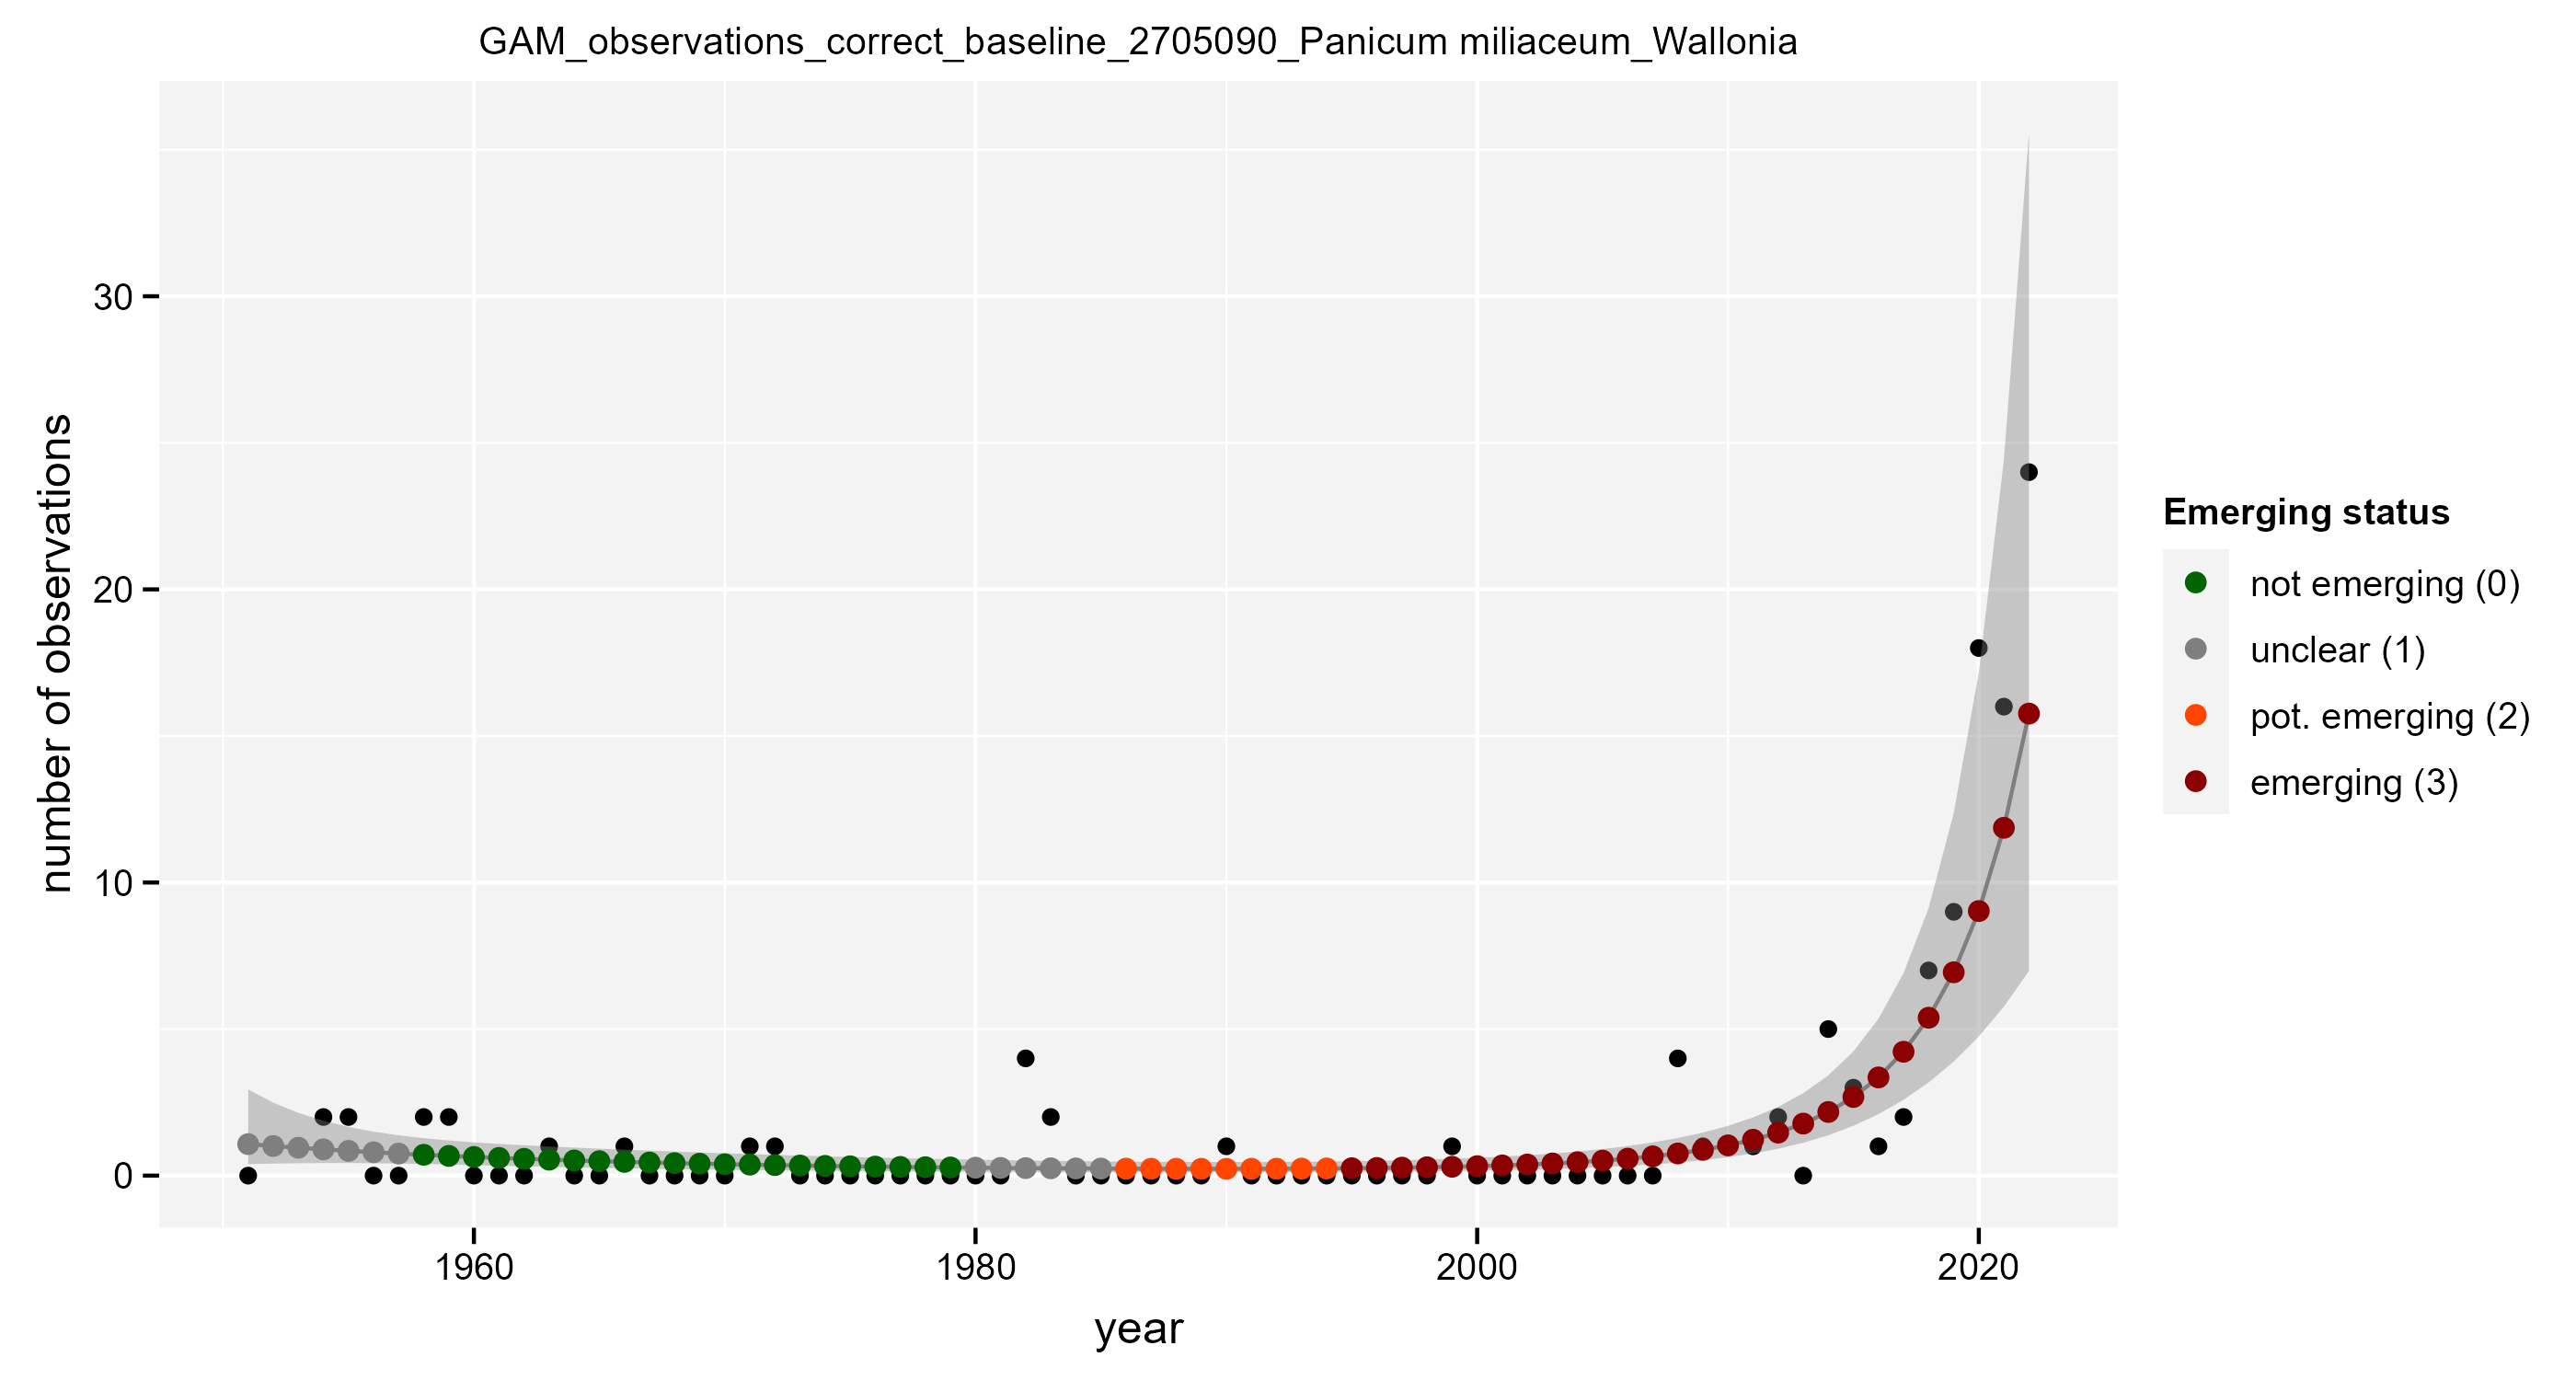 GAM_observations_correct_baseline_2705090_Panicum miliaceum_Wallonia
number of observations
30
20
10
0
1960
1980
2000
2020
year
Emerging status
not emerging (0)
unclear (1)
pot. emerging (2)
emerging (3)